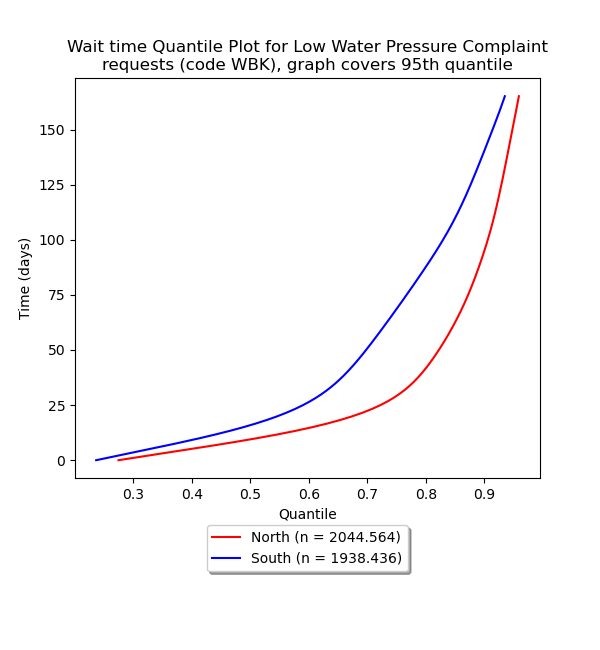 Wait time Quantile Plot for Low Water Pressure Complaint
requests (code WBK), graph covers 95th quantile
Time (days)
150
125
100
75
50
25
0
0.3 0.4 0.5 0.6 0.7 0.8 0.9
Quantile
North (n = 2044.564)
South (n = 1938.436)